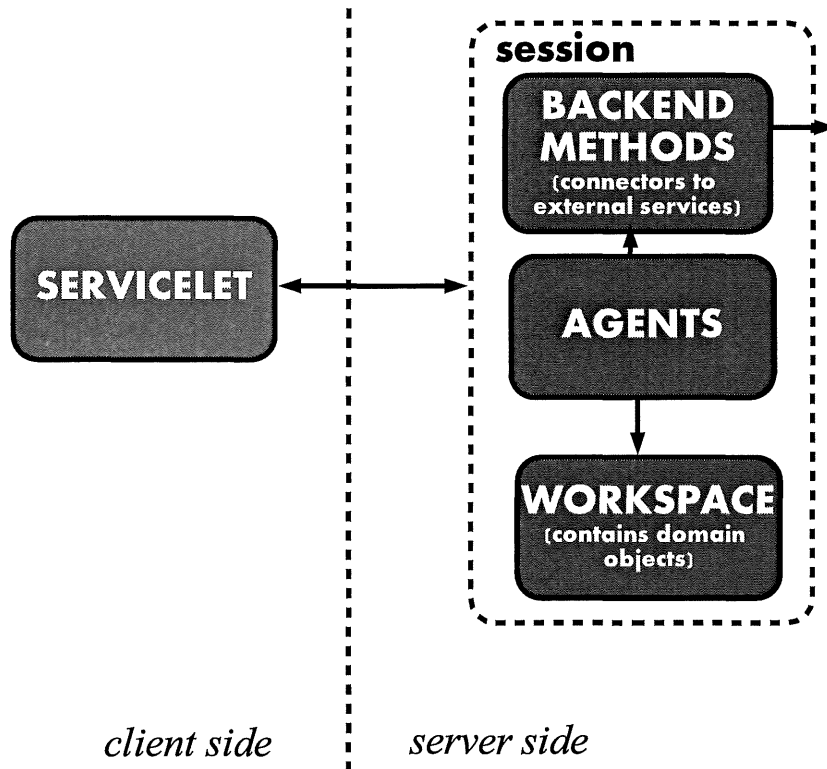 session
BACKEND
METHODS
(connectors to
external services)
SERVICELET
AGENTS
WORKSPACE
(contains domain
objects)
client side
server side